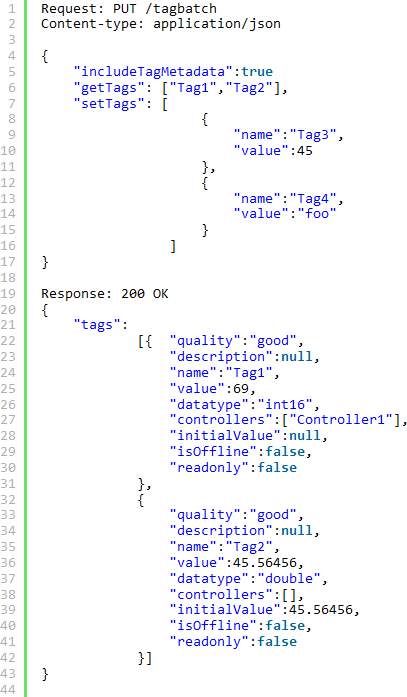 1 Request: PUT /tagbatch
2 Content-type: application/json
3
4 {
5     "includeTagMetadata":true
6     "getTags": ["Tag1","Tag2"],
7     "setTags": [
8                     {
9                         "name":"Tag3",
10                         "value":45
11                     },
12                     {
13                         "name":"Tag4",
14                         "value":"foo"
15                     }
16                 ]
17 }
18
19 Response: 200 OK
20 {
21     "tags":
22             [{  "quality":"good",
23                 "description":null,
24                 "name":"Tag1",
25                 "value":69,
26                 "datatype":"int16",
27                 "controllers":["Controller1"],
28                 "initialValue":null,
29                 "isOffline":false,
30                 "readonly":false
31             },
32             {
33                 "quality":"good",
34                 "description":null,
35                 "name":"Tag2",
36                 "value":45.56456,
37                 "datatype":"double",
38                 "controllers":[],
39                 "initialValue":45.56456,
40                 "isOffline":false,
41                 "readonly":false
42             }]
43 }
44